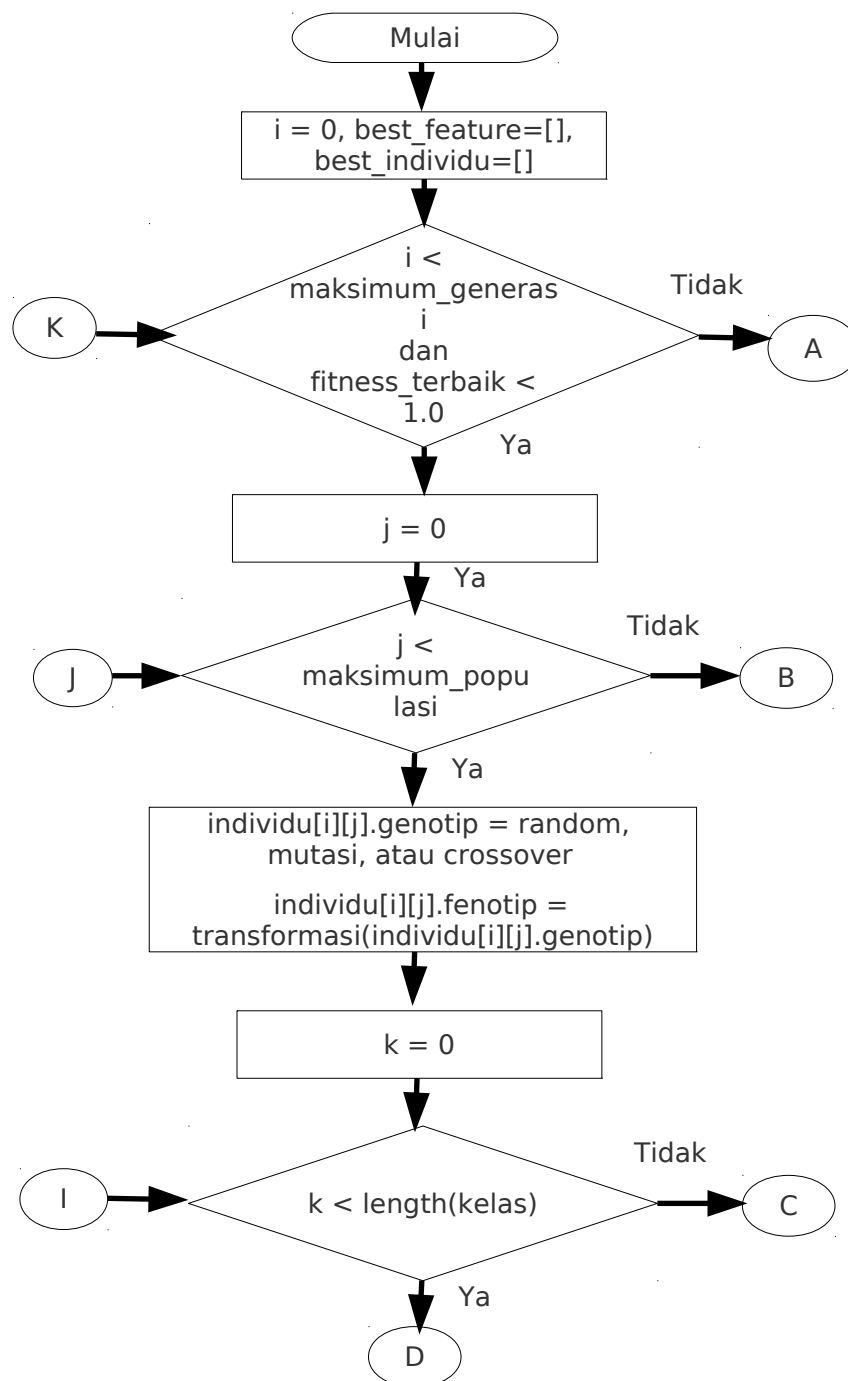 Mulai
i = 0, best_feature=[],
best_individu=[]
i <
maksimum_generas
i
dan
fitness_terbaik <
1.0
Tidak
K
A
Ya
j = 0
Ya
j <
maksimum_popu
lasi
Tidak
J
B
Ya
individu[i][j].genotip = random,
mutasi, atau crossover
individu[i][j].fenotip =
transformasi(individu[i][j].genotip)
k = 0
Tidak
I
k < length(kelas)
C
Ya
D